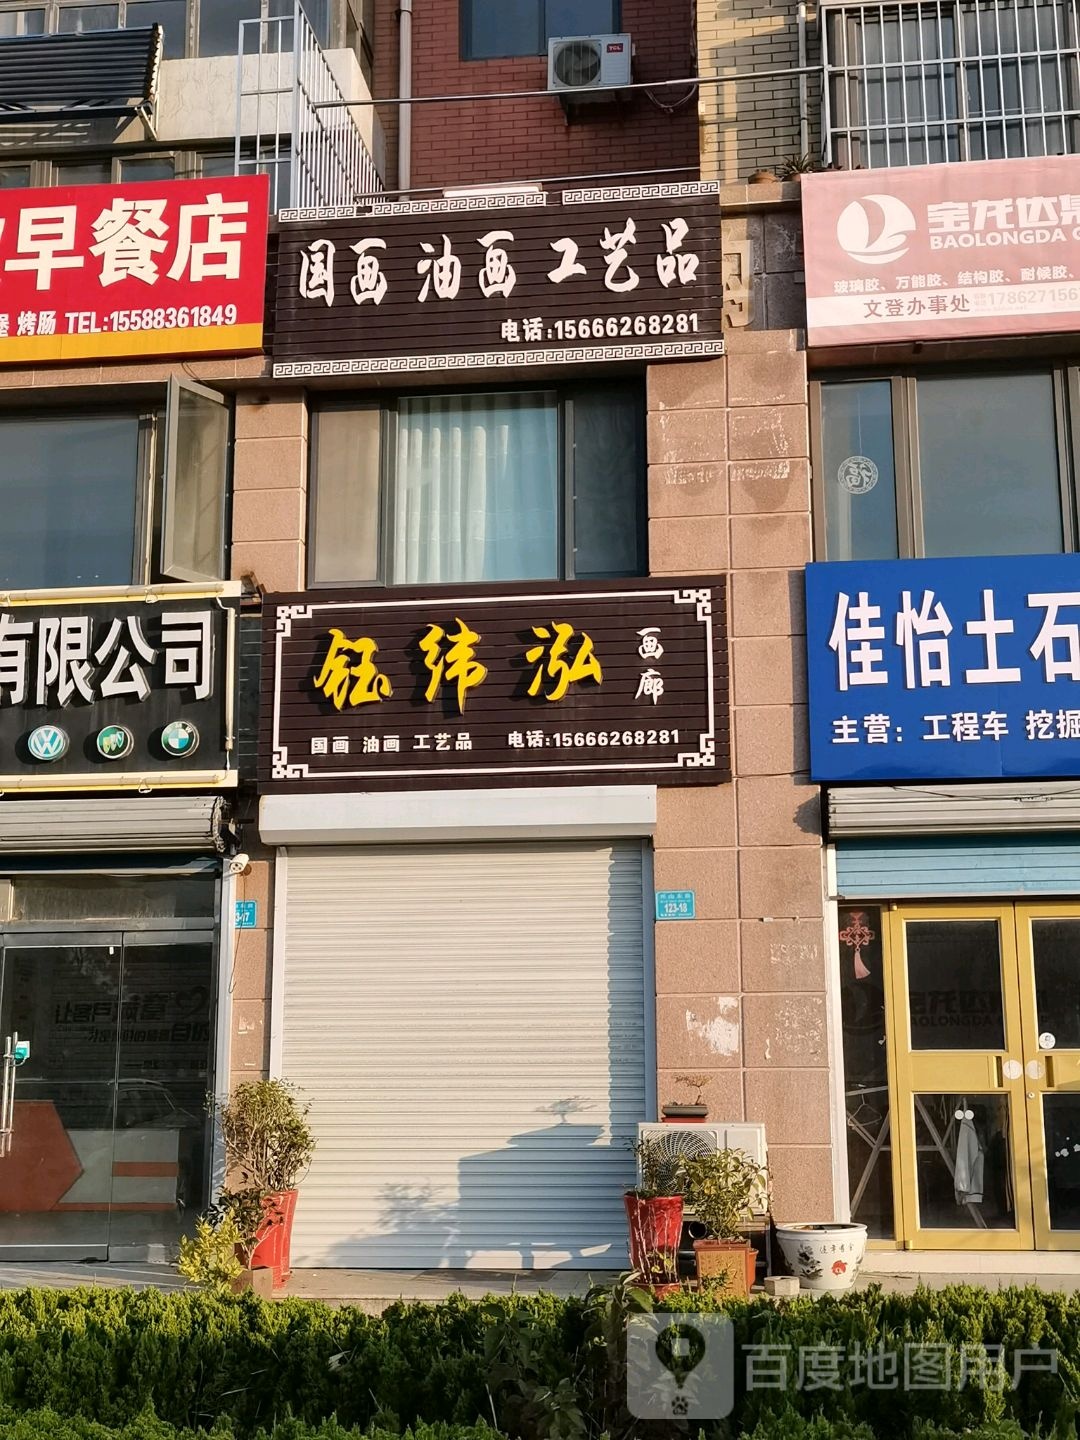 早餐店
烤肠 TEL:15588361849
国画 油画 工艺品
电话:15666268281
宝龙达
BAOLONGDA
玻璃胶、万能胶、结构胶、耐候胶、
文登办事处
TCL
有限公司
钰纬泓
画廊
国画 油画 工艺品 电话:15666268281
佳怡土石
主营：工程车 挖掘
123-18
百度地图用户